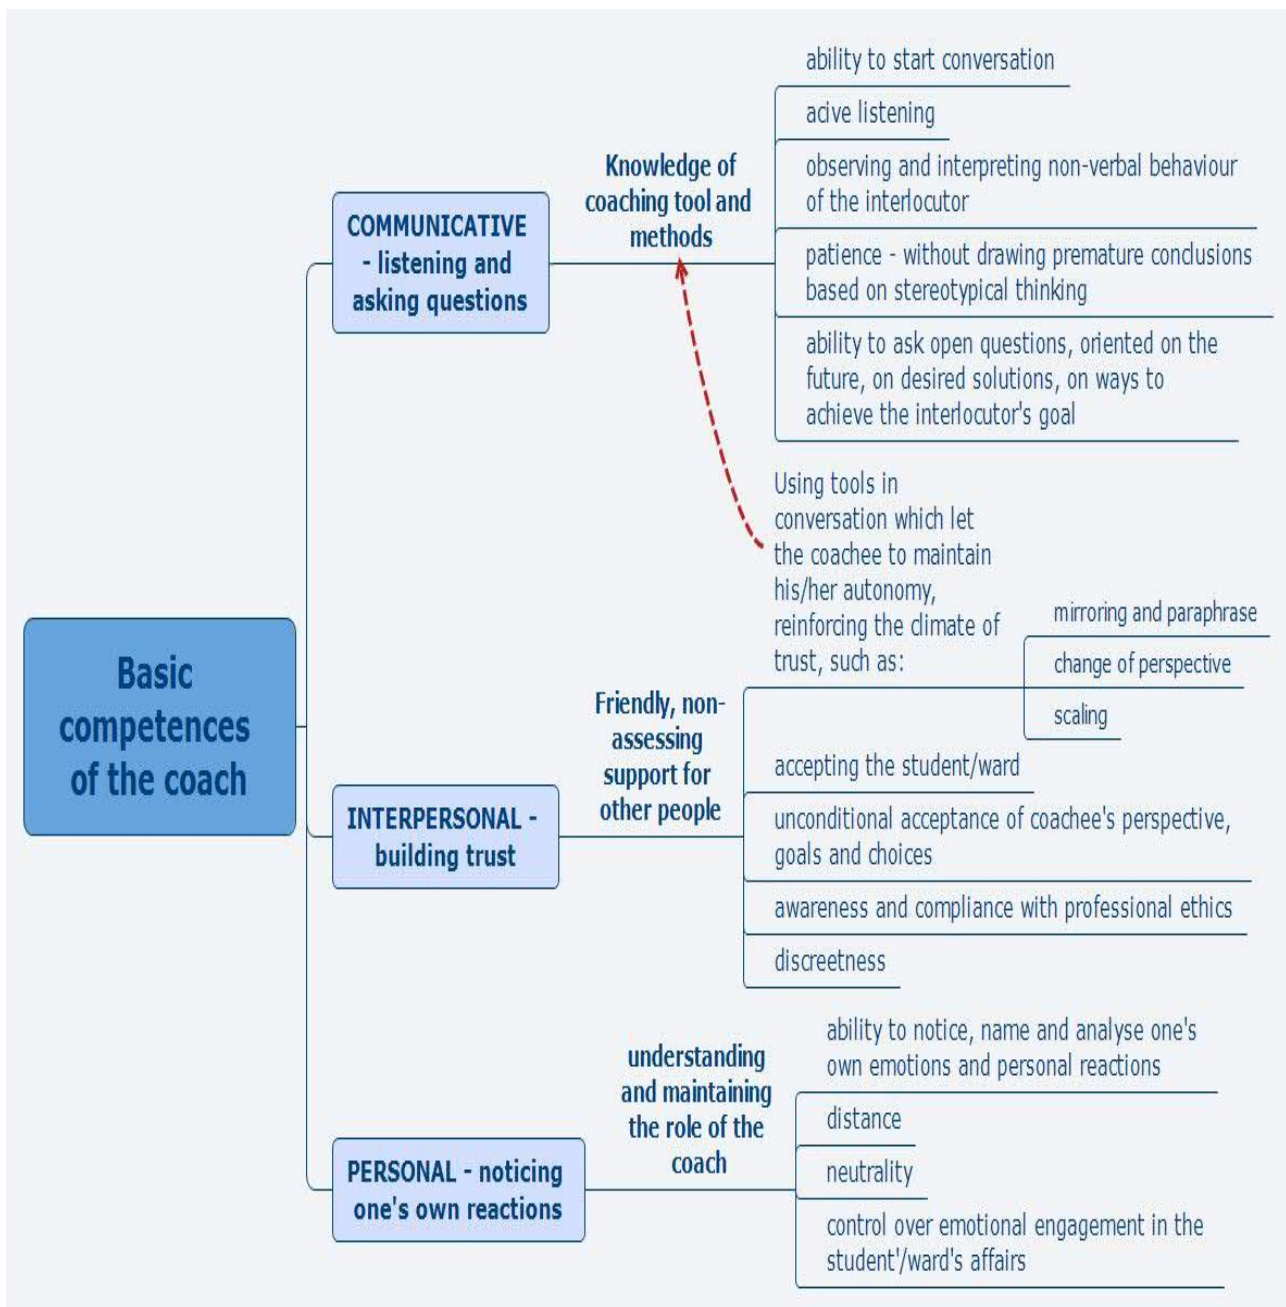 Basic
competences
of the coach
COMMUNICATIVE
- listening and
asking questions
Knowledge of
coaching tool and
methods
ability to start conversation
acive listening
observing and interpreting non-verbal behaviour
of the interlocutor
patience - without drawing premature conclusions
based on stereotypical thinking
ability to ask open questions, oriented on the
future, on desired solutions, on ways to
achieve the interlocutor's goal
INTERPERSONAL -
building trust
Friendly, non-
assessing
support for
other people
Using tools in
conversation which let
the coachee to maintain
his/her autonomy,
reinforcing the climate of
trust, such as:
mirroring and paraphrase
change of perspective
scaling
accepting the student/ward
unconditional acceptance of coachee's perspective,
goals and choices
awareness and compliance with professional ethics
discreetness
PERSONAL - noticing
one's own reactions
understanding
and maintaining
the role of the
coach
ability to notice, name and analyse one's
own emotions and personal reactions
distance
neutrality
control over emotional engagement in the
student'/ward's affairs